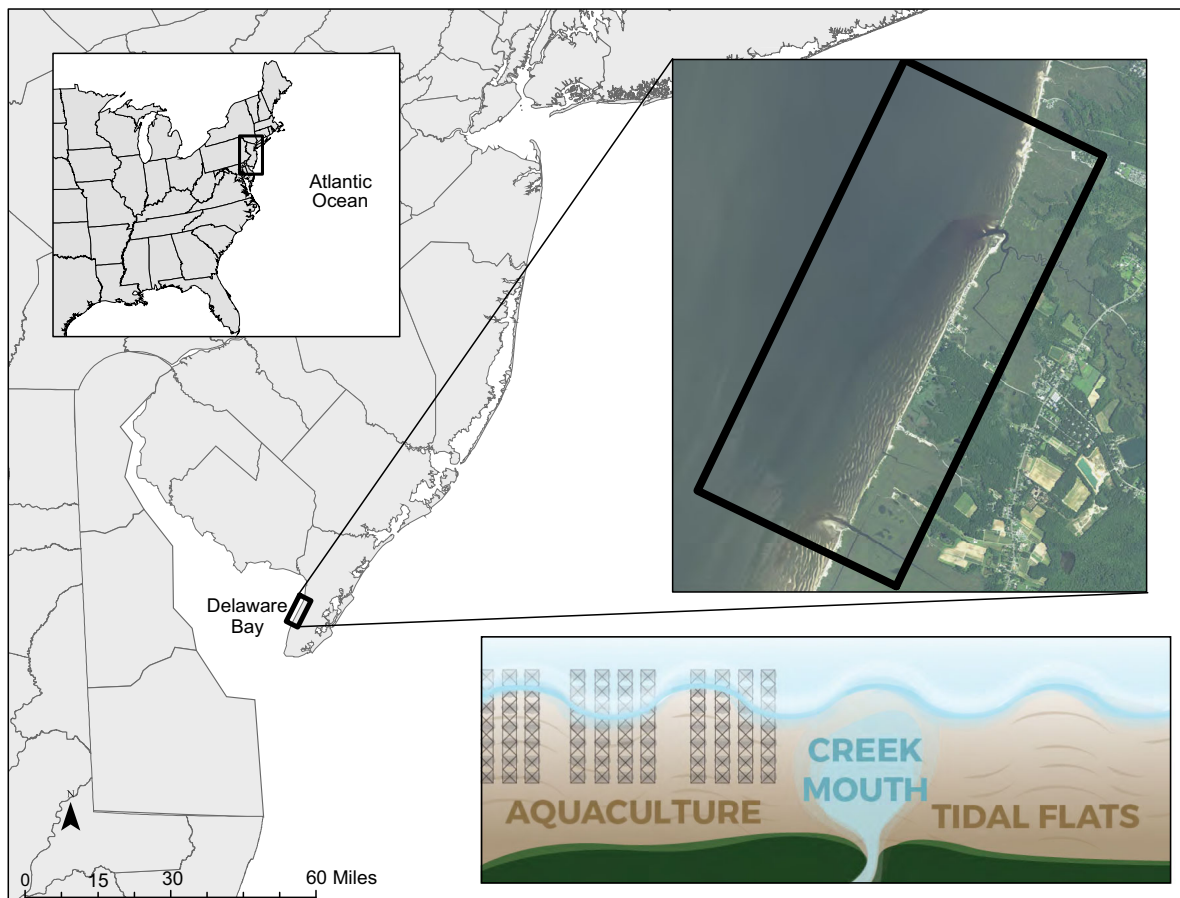 Atlantic
Ocean
Delaware
Bay
CREEK
MOUTH
AQUACULTURE
TIDAL FLATS
N
0 15 30 60 Miles